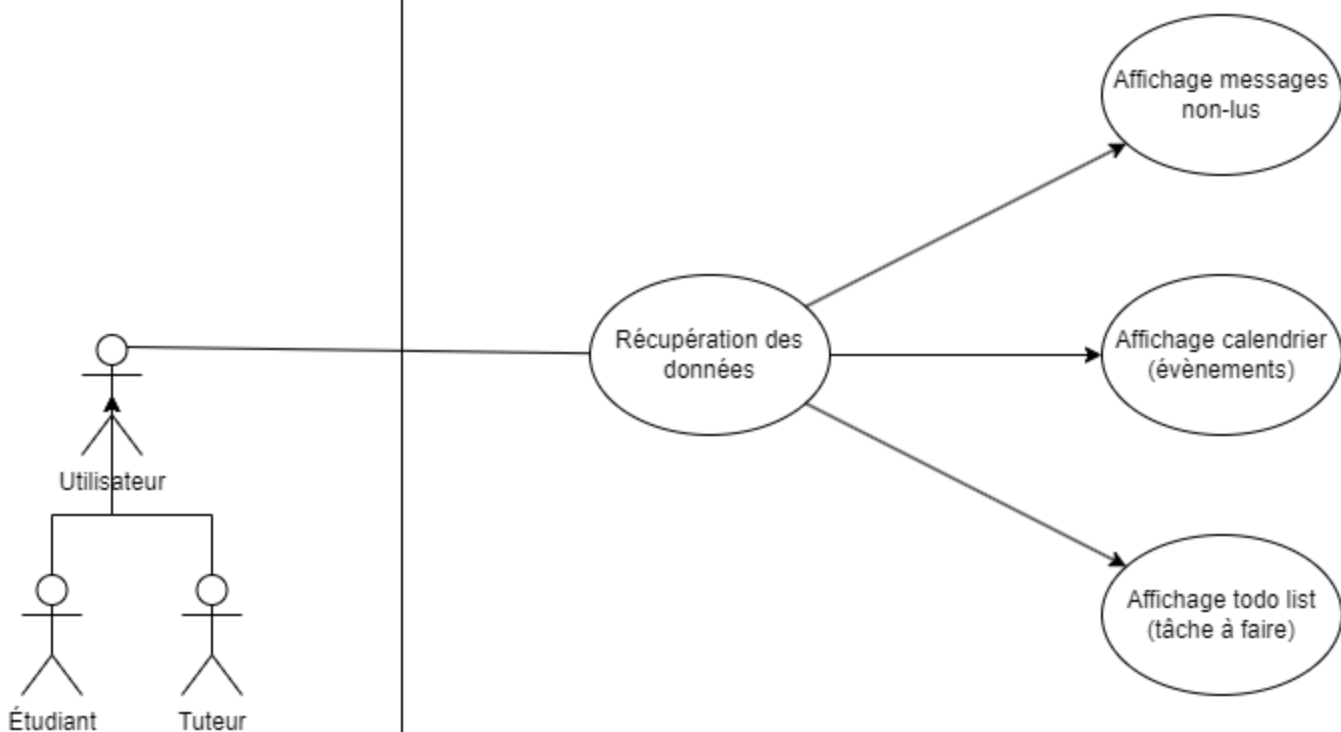 Affichage messages
non-lus
Récupération des
données
Affichage calendrier
(évènements)
Utilisateur
Affichage todo list
(tâche à faire)
Étudiant
Tuteur